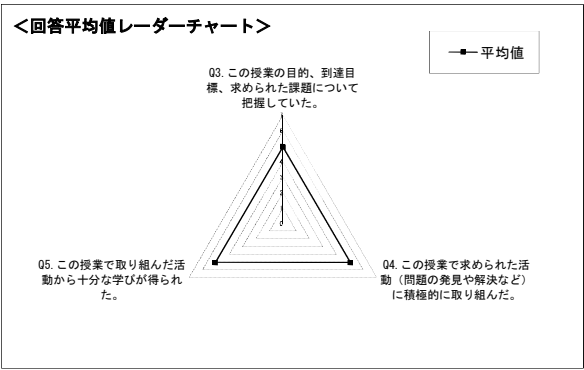 ＜回答平均値レーダーチャート＞
平均値
Q3. この授業の目的、到達目
標、求められた課題について
把握していた。
4
3
2
1
0
Q5. この授業で取り組んだ活
動から十分な学びが得られ
た。
Q4. この授業で求められた活
動（問題の発見や解決など）
に積極的に取り組んだ。